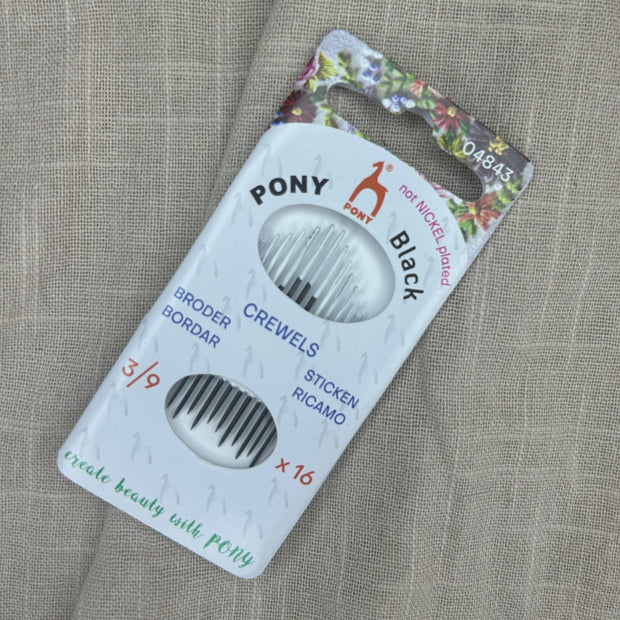 04843
not NICKEL plated
PONY
®
PONY
Black
CREWELS
BRODER
BORDAR
STICKEN
RICAMO
3/9
x 16
create beauty with PONY